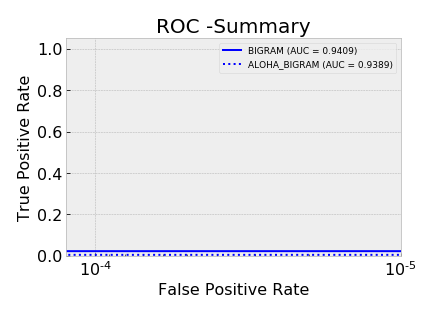 ROC -Summary
True Positive Rate
1.0
0.8
0.6
0.4
0.2
0.0
BIGRAM (AUC = 0.9409)
ALOHA_BIGRAM (AUC = 0.9389)
10⁻⁴
10⁻⁵
False Positive Rate